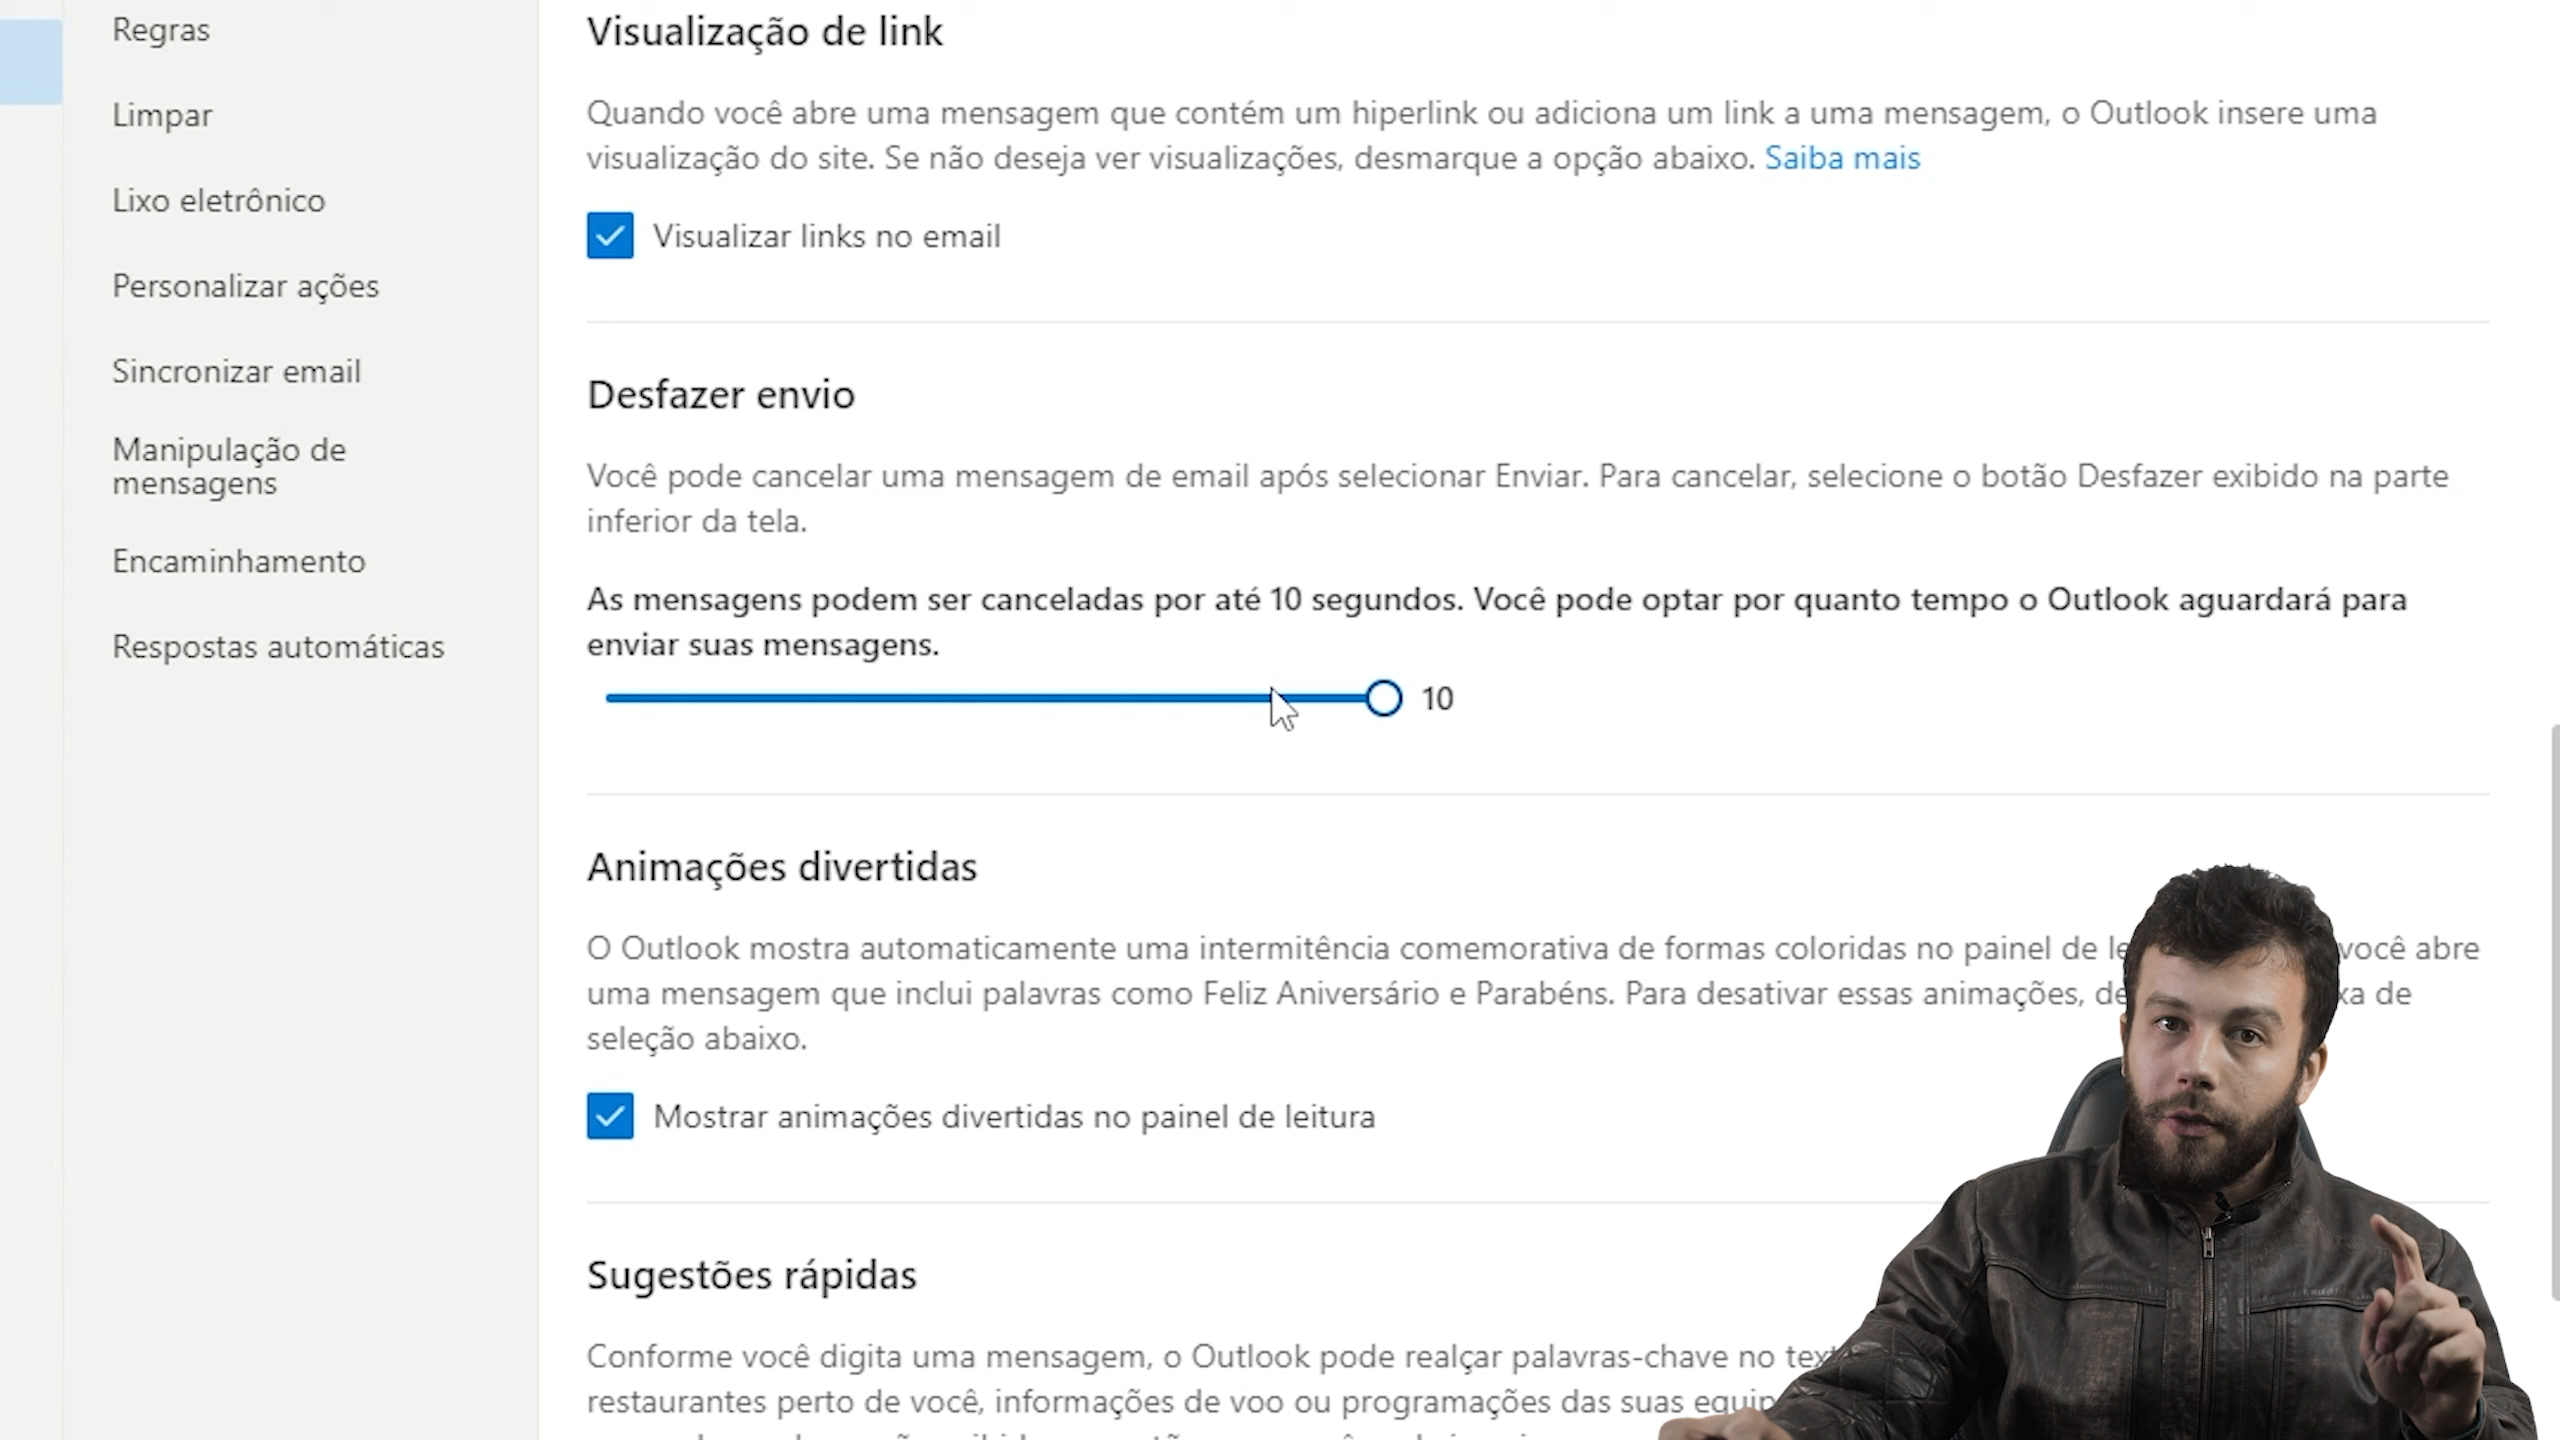 Regras
Limpar
Lixo eletrônico
Personalizar ações
Sincronizar email
Manipulação de
mensagens
Encaminhamento
Respostas automáticas
Visualização de link
Quando você abre uma mensagem que contém um hiperlink ou adiciona um link a uma mensagem, o Outlook insere uma
visualização do site. Se não deseja ver visualizações, desmarque a opção abaixo. Saiba mais
Visualizar links no email
Desfazer envio
Você pode cancelar uma mensagem de email após selecionar Enviar. Para cancelar, selecione o botão Desfazer exibido na parte
inferior da tela.
As mensagens podem ser canceladas por até 10 segundos. Você pode optar por quanto tempo o Outlook aguardará para
enviar suas mensagens.
10
Animações divertidas
O Outlook mostra automaticamente uma intermitência comemorativa de formas coloridas no painel de você abre
uma mensagem que inclui palavras como Feliz Aniversário e Parabéns. Para desativar essas animações, de
seleção abaixo.
Mostrar animações divertidas no painel de leitura
Sugestões rápidas
Conforme você digita uma mensagem, o Outlook pode realçar palavras-chave no
restaurantes perto de você, informações de voo ou programações das suas